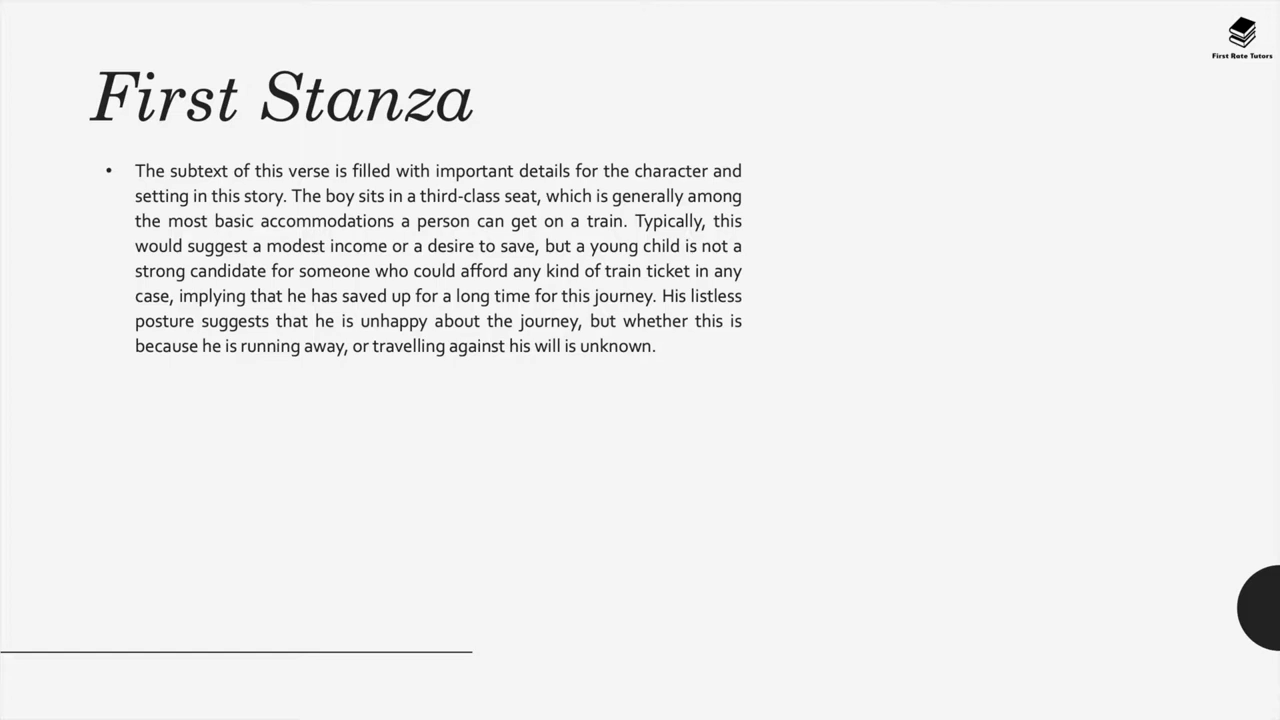 First Rate Tutors
First Stanza
• The subtext of this verse is filled with important details for the character and
setting in this story. The boy sits in a third-class seat, which is generally among
the most basic accommodations a person can get on a train. Typically, this
would suggest a modest income or a desire to save, but a young child is not a
strong candidate for someone who could afford any kind of train ticket in any
case, implying that he has saved up for a long time for this journey. His listless
posture suggests that he is unhappy about the journey, but whether this is
because he is running away, or travelling against his will is unknown.